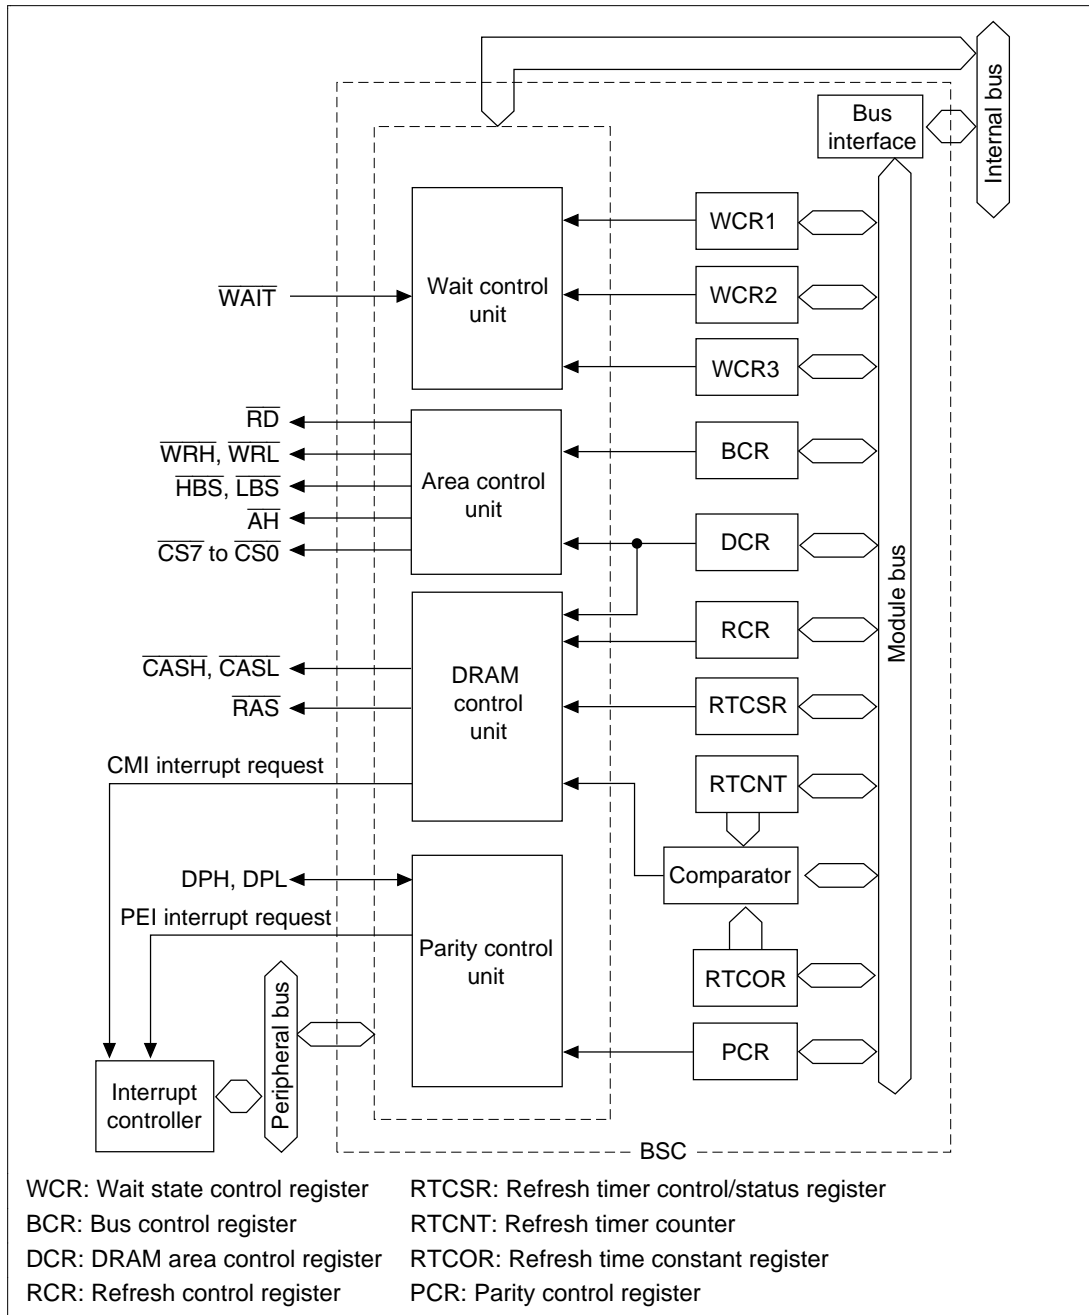 Internal bus
Bus
interface
WCR1
WAIT
Wait control
unit
WCR2
WCR3
RD
WRH, WRL
HBS, LBS
AH
CS7 to CS0
Area control
unit
BCR
DCR
Module bus
RCR
CASH, CASL
RAS
DRAM
control
unit
RTCSR
CMI interrupt request
RTCNT
Comparator
DPH, DPL
PEI interrupt request
Parity control
unit
RTCOR
Peripheral bus
PCR
Interrupt
controller
BSC
WCR: Wait state control register
BCR: Bus control register
DCR: DRAM area control register
RCR: Refresh control register
RTCSR: Refresh timer control/status register
RTCNT: Refresh timer counter
RTCOR: Refresh time constant register
PCR: Parity control register